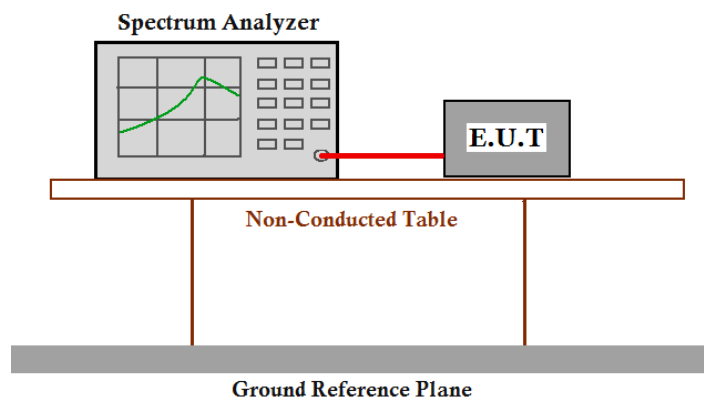 Spectrum Analyzer
E.U.T
Non-Conducted Table
Ground Reference Plane